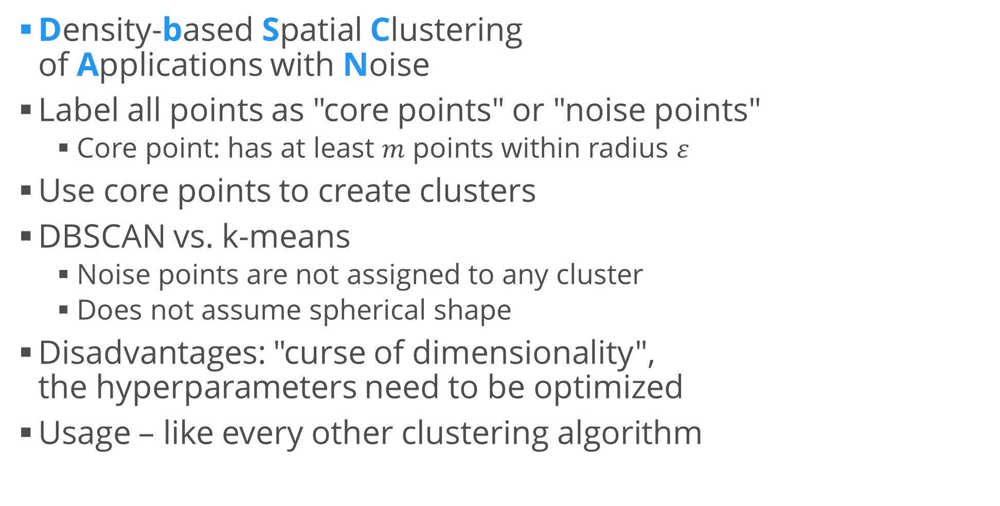 ▪ Density-based Spatial Clustering
of Applications with Noise
▪ Label all points as "core points" or "noise points"
▪ Core point: has at least m points within radius ε
▪ Use core points to create clusters
▪ DBSCAN vs. k-means
▪ Noise points are not assigned to any cluster
▪ Does not assume spherical shape
▪ Disadvantages: "curse of dimensionality",
the hyperparameters need to be optimized
▪ Usage – like every other clustering algorithm